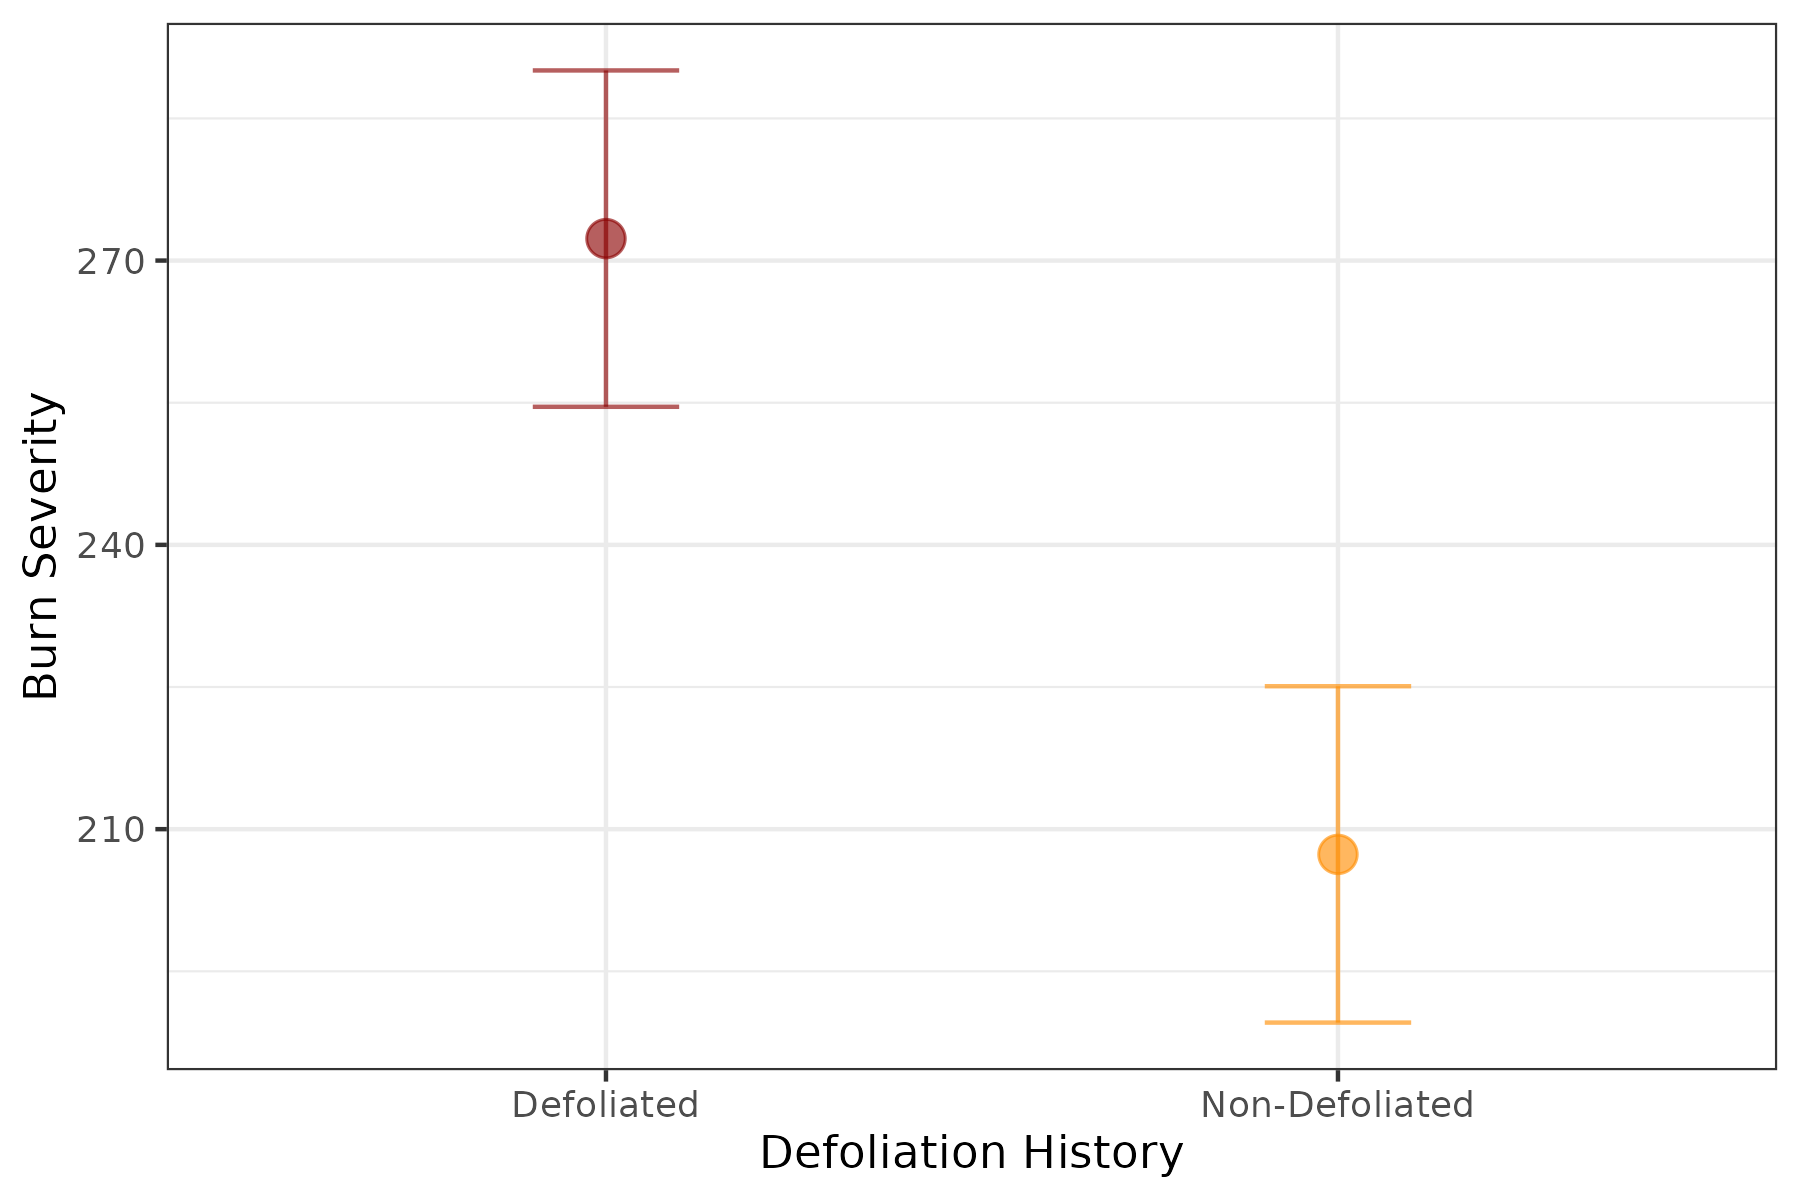 Burn Severity
270
240
210
Defoliated
Non-Defoliated
Defoliation History